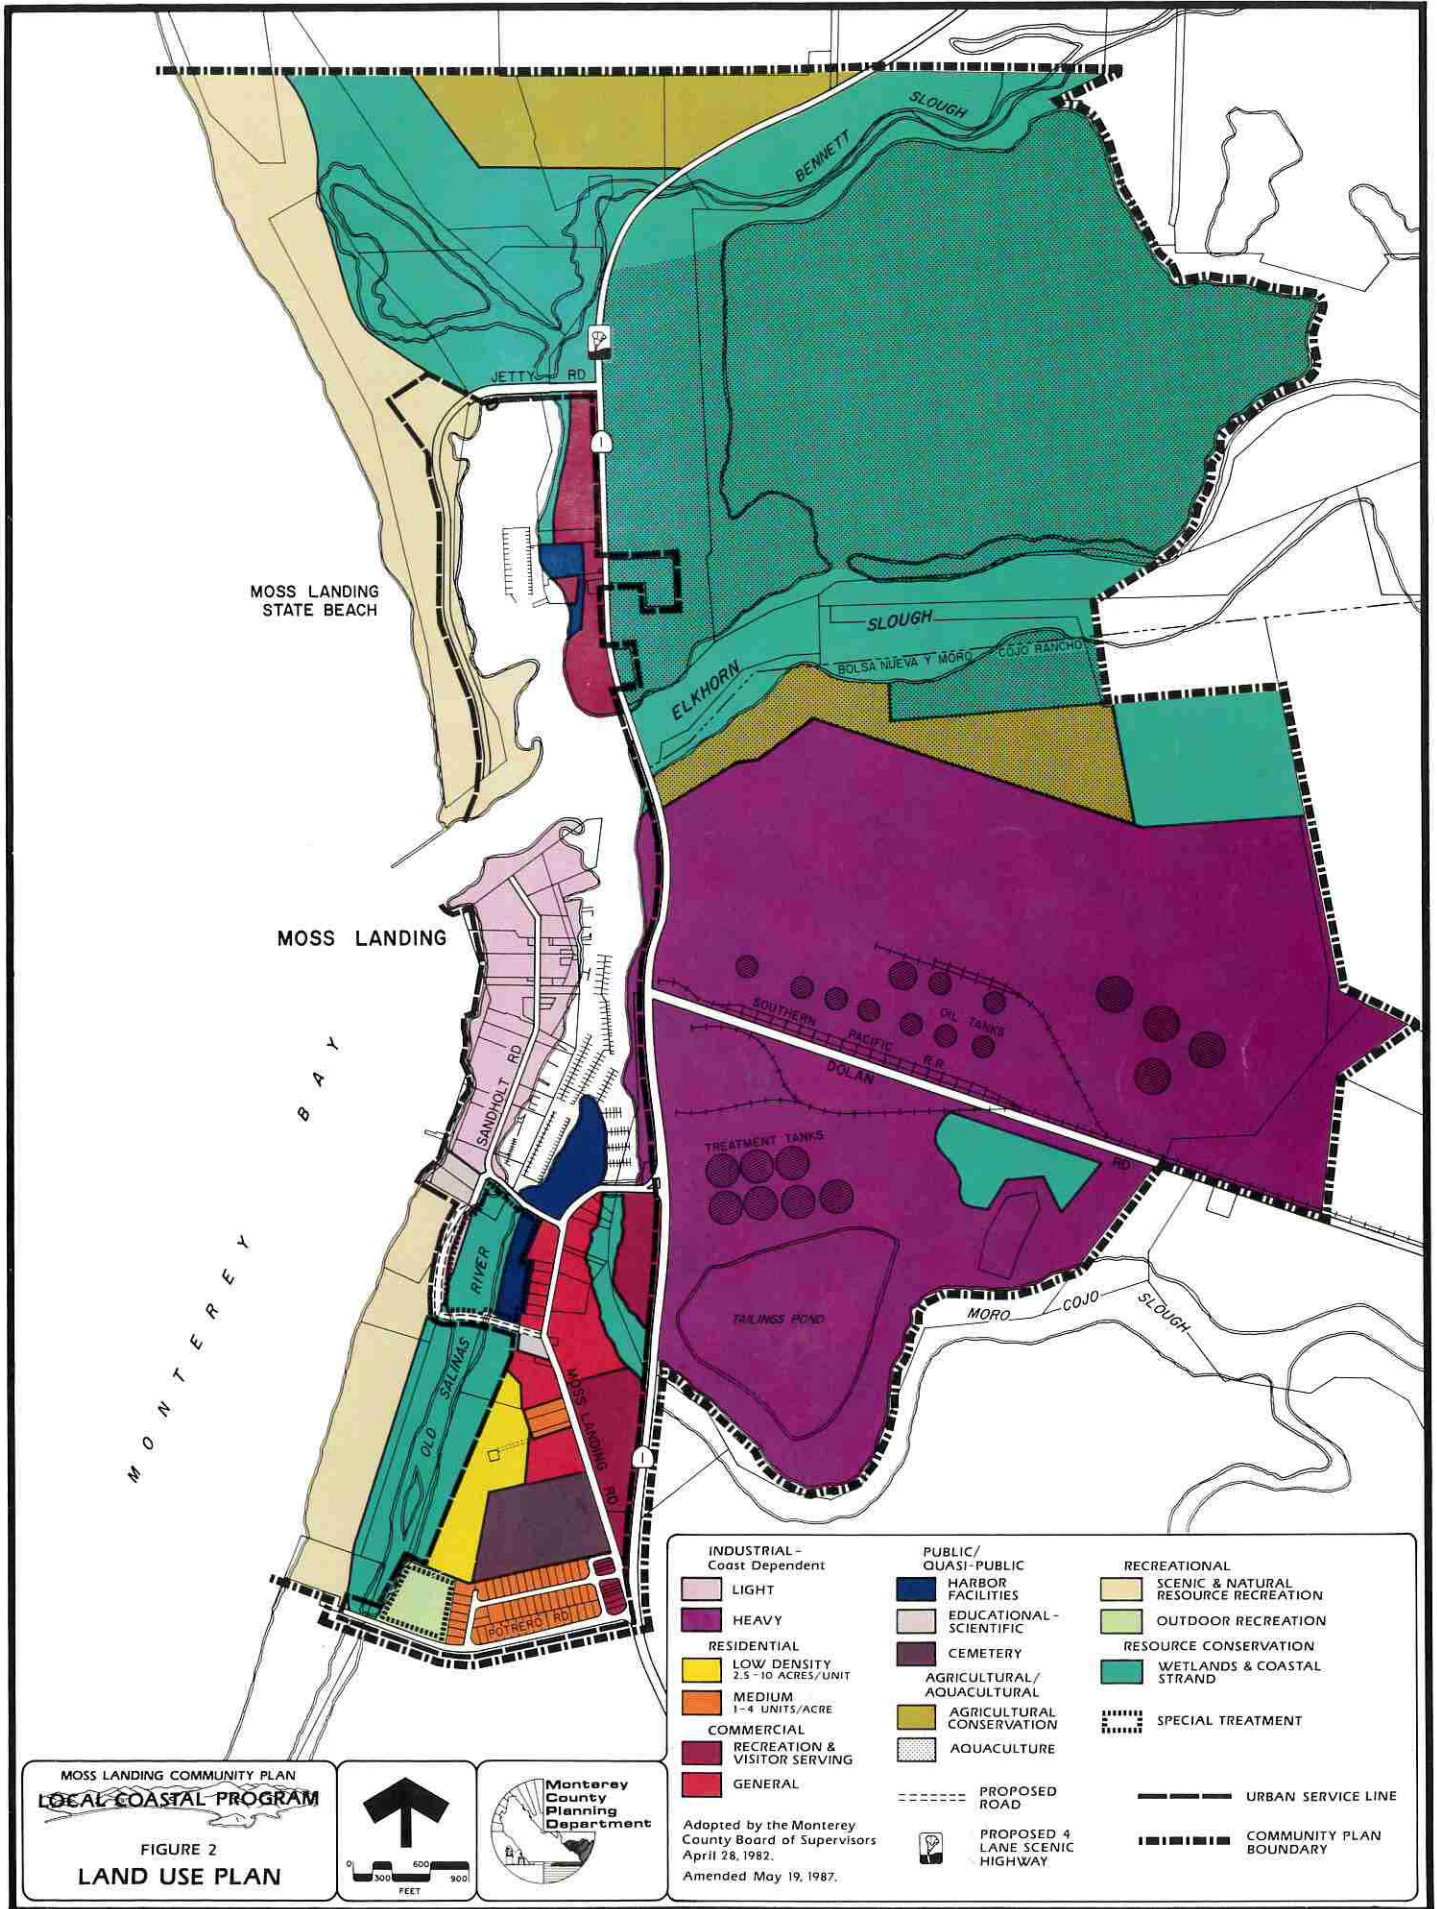 SLOUGH
BENNETT
JETTY RD
1
MOSS LANDING
STATE BEACH
SLOUGH
BOLSA NUEVA Y MORO COJO RANCHO
ELKHORN
MOSS LANDING
SOUTHERN PACIFIC R.R.
OIL TANKS
DOLAN RD
SANDHOLT RD
MONTEREY BAY
TREATMENT TANKS
RIVER
SALINAS
OLD
TAILINGS POND
MORO COJO SLOUGH
MOSS LANDING RD
1
POTRERO RD
INDUSTRIAL-
Coast Dependent
LIGHT
HEAVY
RESIDENTIAL
LOW DENSITY
2.5-10 ACRES/UNIT
MEDIUM
1-4 UNITS/ACRE
COMMERCIAL
RECREATION &
VISITOR SERVING
GENERAL
Adopted by the Monterey
County Board of Supervisors
April 28, 1982.
Amended May 19, 1987.
PUBLIC/
QUASI-PUBLIC
HARBOR
FACILITIES
EDUCATIONAL-
SCIENTIFIC
CEMETERY
AGRICULTURAL/
AQUACULTURAL
AGRICULTURAL
CONSERVATION
AQUACULTURE
PROPOSED
ROAD
PROPOSED 4
LANE SCENIC
HIGHWAY
RECREATIONAL
SCENIC & NATURAL
RESOURCE RECREATION
OUTDOOR RECREATION
RESOURCE CONSERVATION
WETLANDS & COASTAL
STRAND
SPECIAL TREATMENT
URBAN SERVICE LINE
COMMUNITY PLAN
BOUNDARY
MOSS LANDING COMMUNITY PLAN
LOCAL COASTAL PROGRAM
FIGURE 2
LAND USE PLAN
0 600
300 900
FEET
Monterey
County
Planning
Department